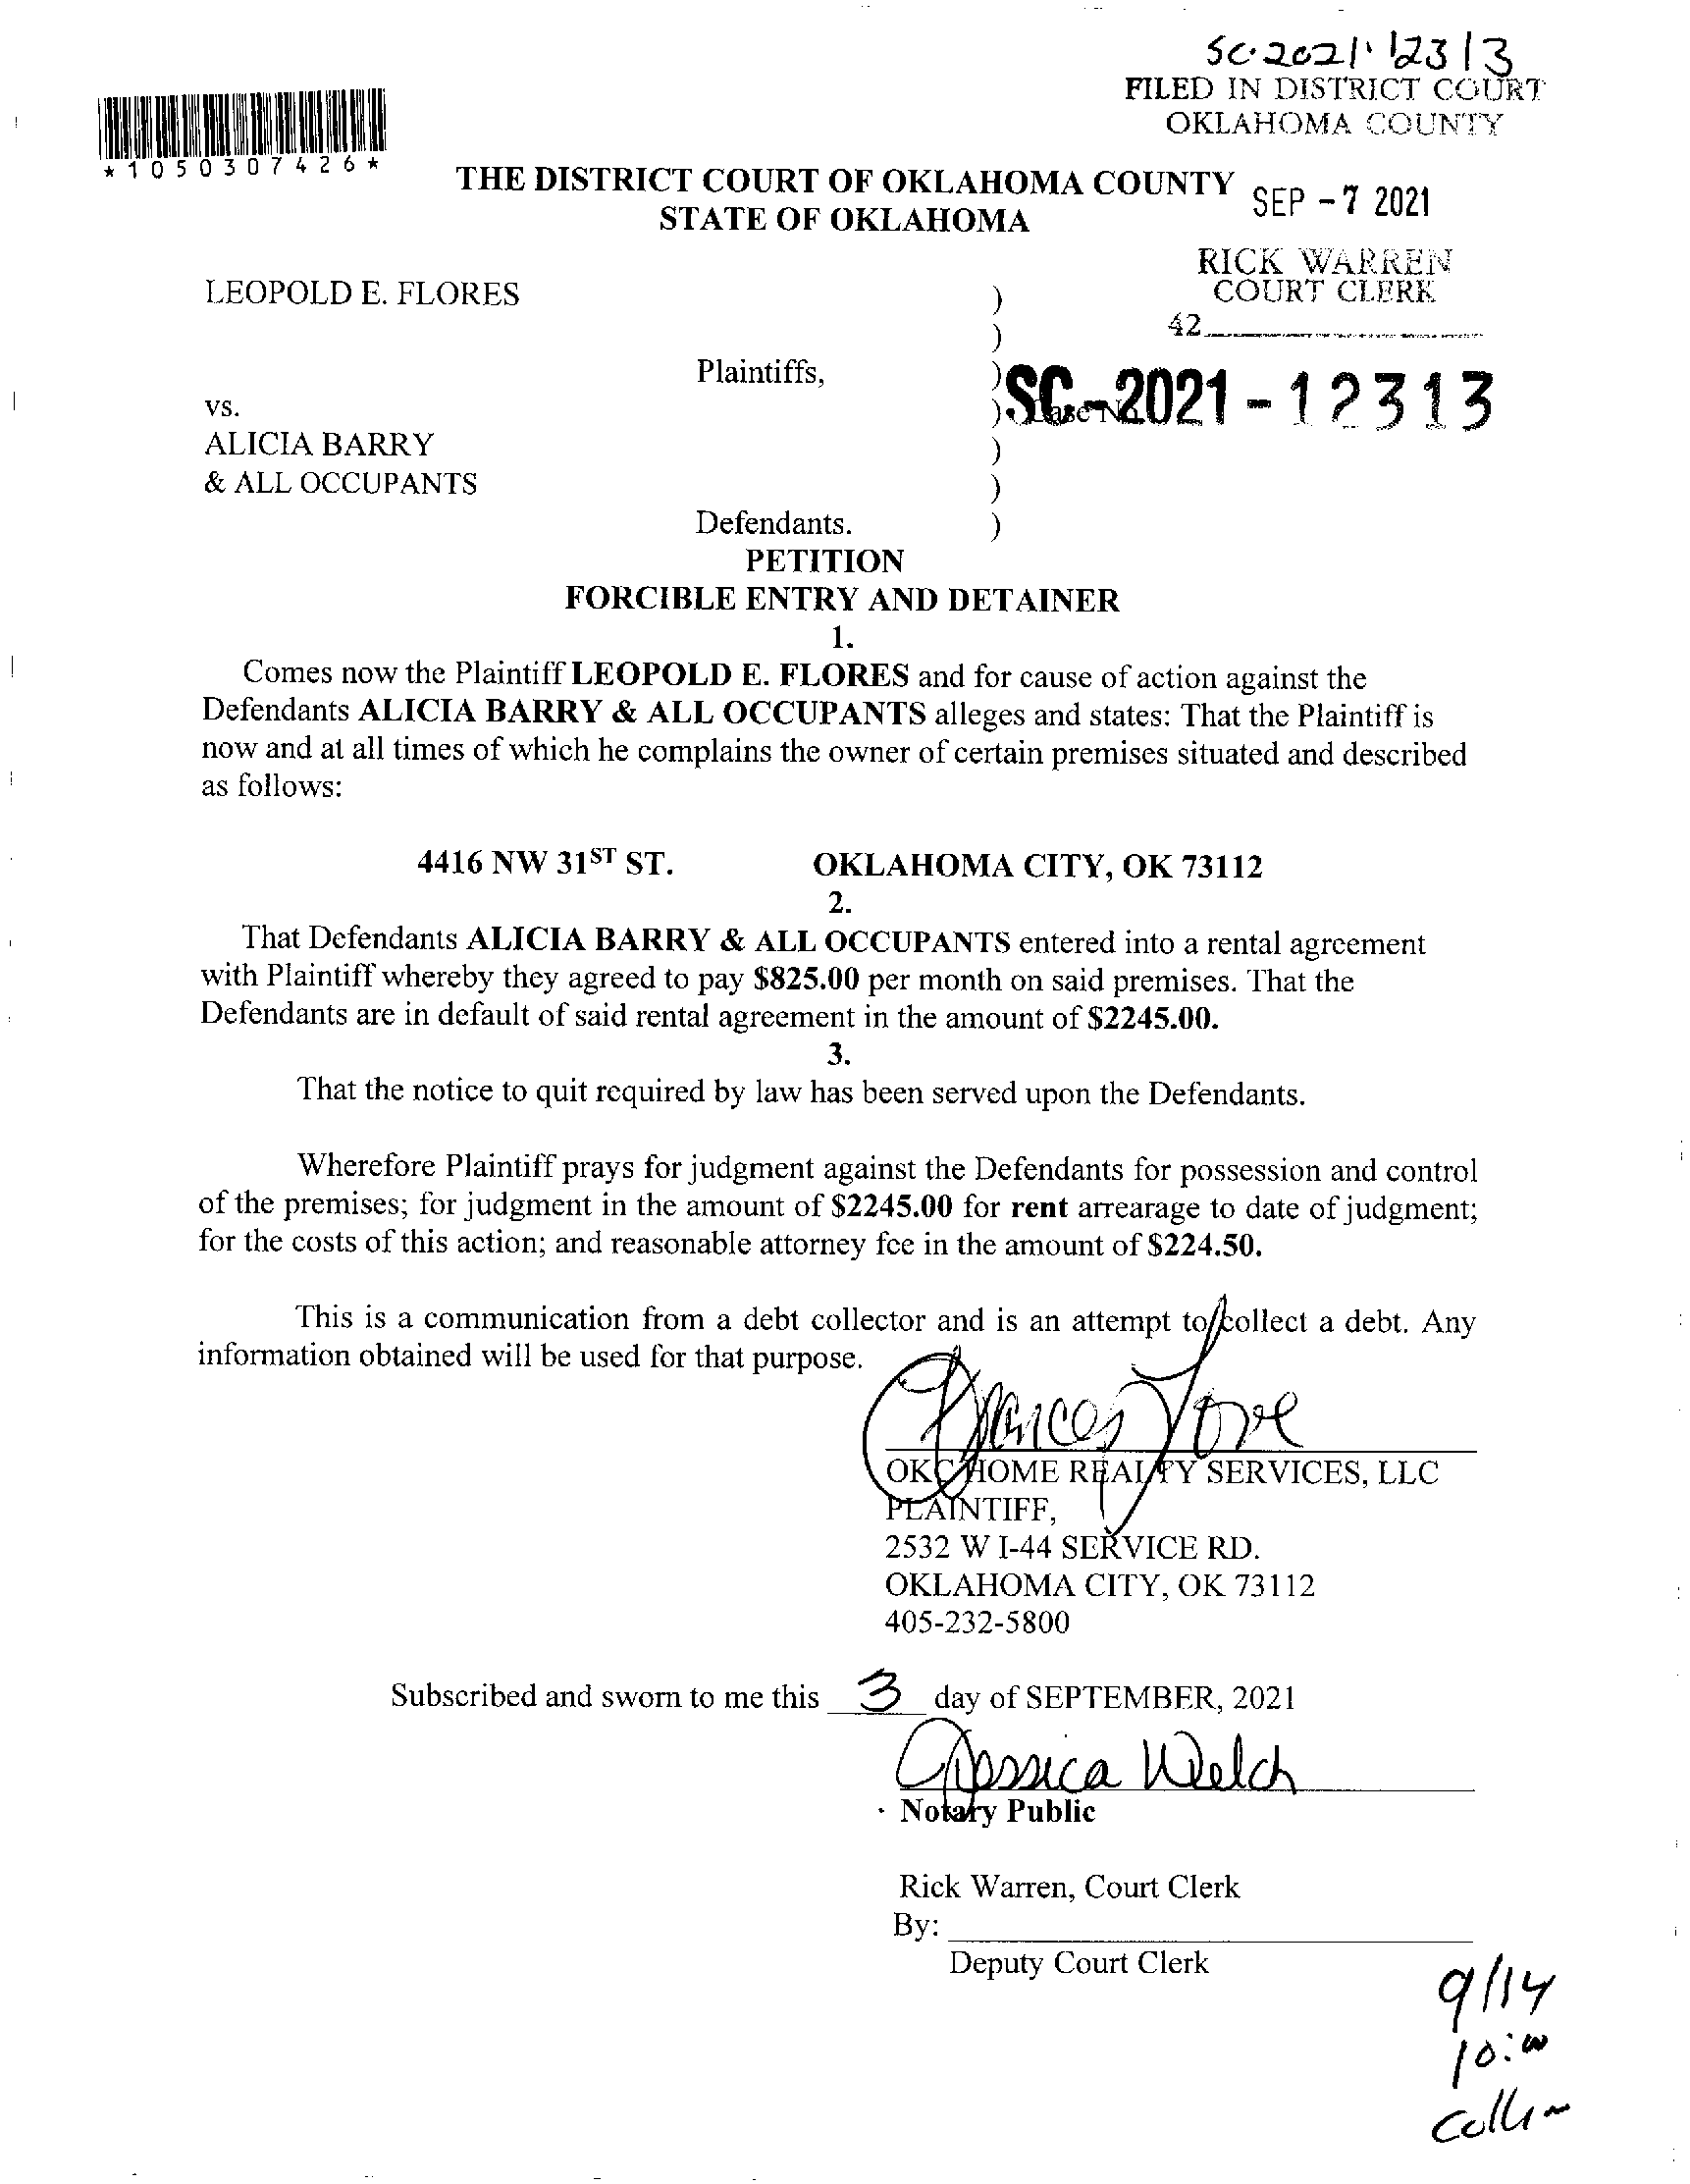 SC-2021-12313
FILED IN DISTRICT COURT
OKLAHOMA COUNTY
*1050307426*
THE DISTRICT COURT OF OKLAHOMA COUNTY
STATE OF OKLAHOMA
SEP -7 2021
RICK WARREN
COURT CLERK
42
LEOPOLD E. FLORES )
)
Plaintiffs, )
SC-2021-12313
vs. ) Case No.
ALICIA BARRY )
& ALL OCCUPANTS )
Defendants. )
PETITION
FORCIBLE ENTRY AND DETAINER
1.
Comes now the Plaintiff LEOPOLD E. FLORES and for cause of action against the
Defendants ALICIA BARRY & ALL OCCUPANTS alleges and states: That the Plaintiff is
now and at all times of which he complains the owner of certain premises situated and described
as follows:
4416 NW 31ST ST. OKLAHOMA CITY, OK 73112
2.
That Defendants ALICIA BARRY & ALL OCCUPANTS entered into a rental agreement
with Plaintiff whereby they agreed to pay $825.00 per month on said premises. That the
Defendants are in default of said rental agreement in the amount of $2245.00.
3.
That the notice to quit required by law has been served upon the Defendants.
Wherefore Plaintiff prays for judgment against the Defendants for possession and control
of the premises; for judgment in the amount of $2245.00 for rent arrearage to date of judgment;
for the costs of this action; and reasonable attorney fee in the amount of $224.50.
This is a communication from a debt collector and is an attempt to collect a debt. Any
information obtained will be used for that purpose.
Frances Love
OKC HOME REALTY SERVICES, LLC
PLAINTIFF,
2532 W I-44 SERVICE RD.
OKLAHOMA CITY, OK 73112
405-232-5800
Subscribed and sworn to me this 3 day of SEPTEMBER, 2021
Jessica Welch
Notary Public
Rick Warren, Court Clerk
By:
Deputy Court Clerk
9/14
10:00